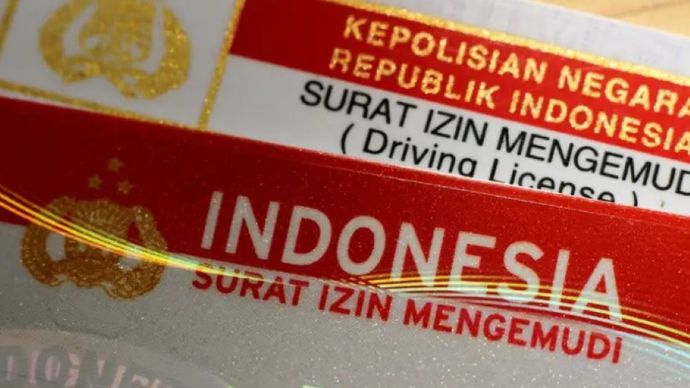 KEPOLISIAN NEGARA
REPUBLIK INDONESIA
SURAT IZIN MENGEMUDI
( Driving License )
INDONESIA
SURAT IZIN MENGEMUDI